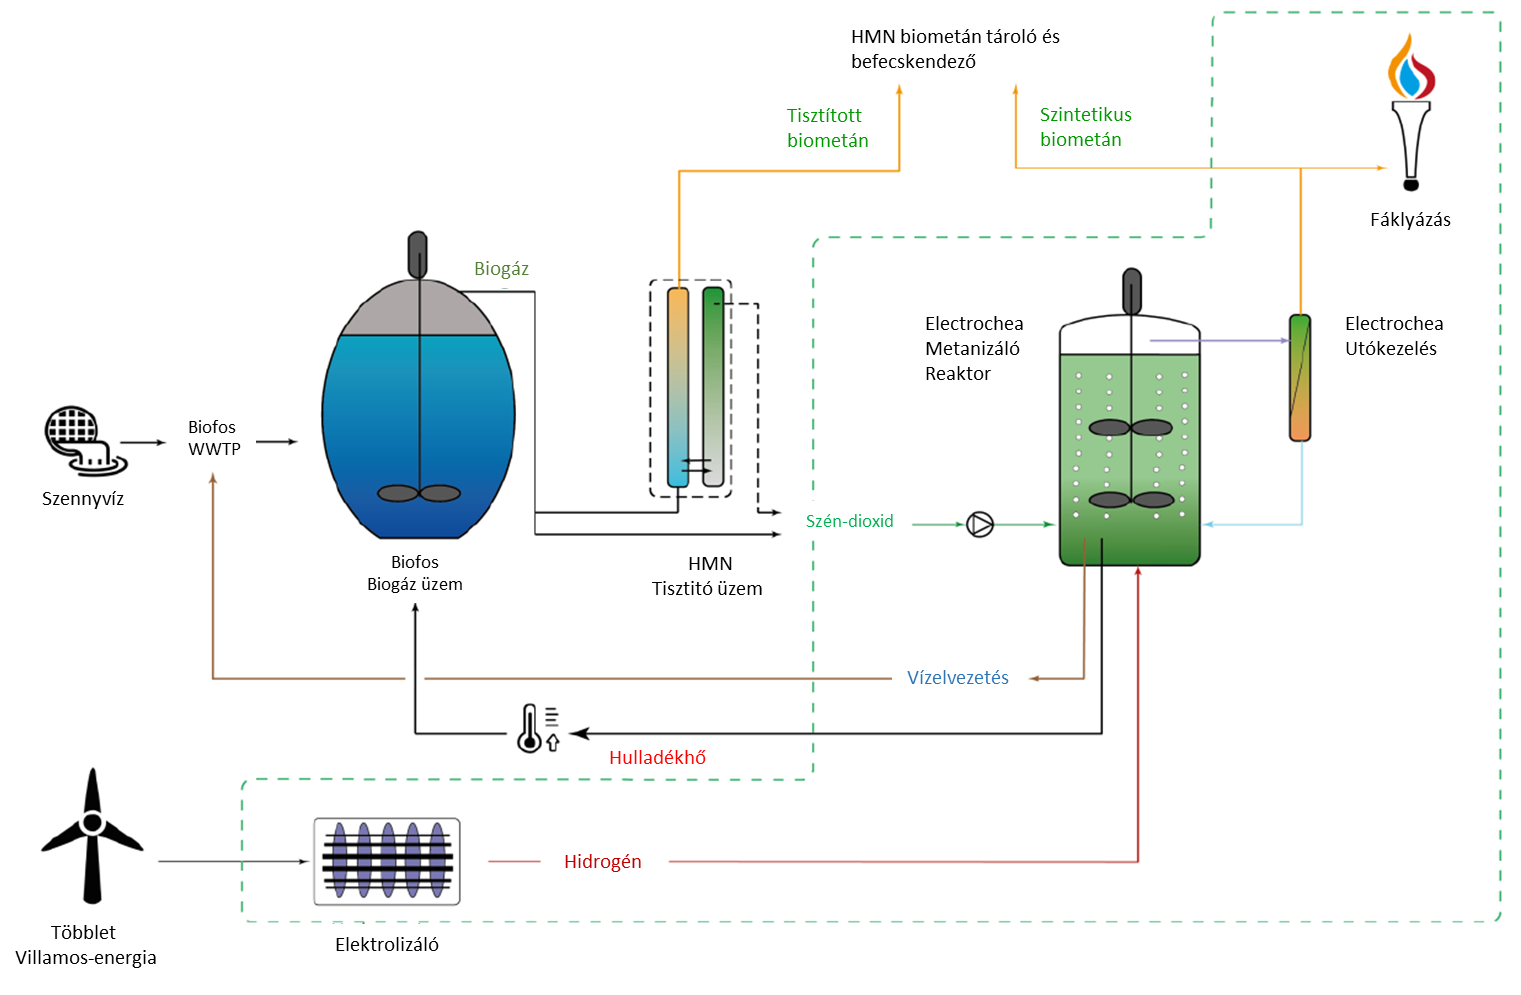 HMN biometán tároló és
befecskendező
Tisztított
biometán
Szintetikus
biometán
Fáklyázás
Biogáz
Electrochea
Metanizáló
Reaktor
Electrochea
Utókezelés
Biofos
WWTP
Szennyvíz
Szén-dioxid
Biofos
Biogáz üzem
HMN
Tisztitó üzem
Vízelvezetés
Hulladékhő
Hidrogén
Többlet
Villamos-energia
Elektrolizáló